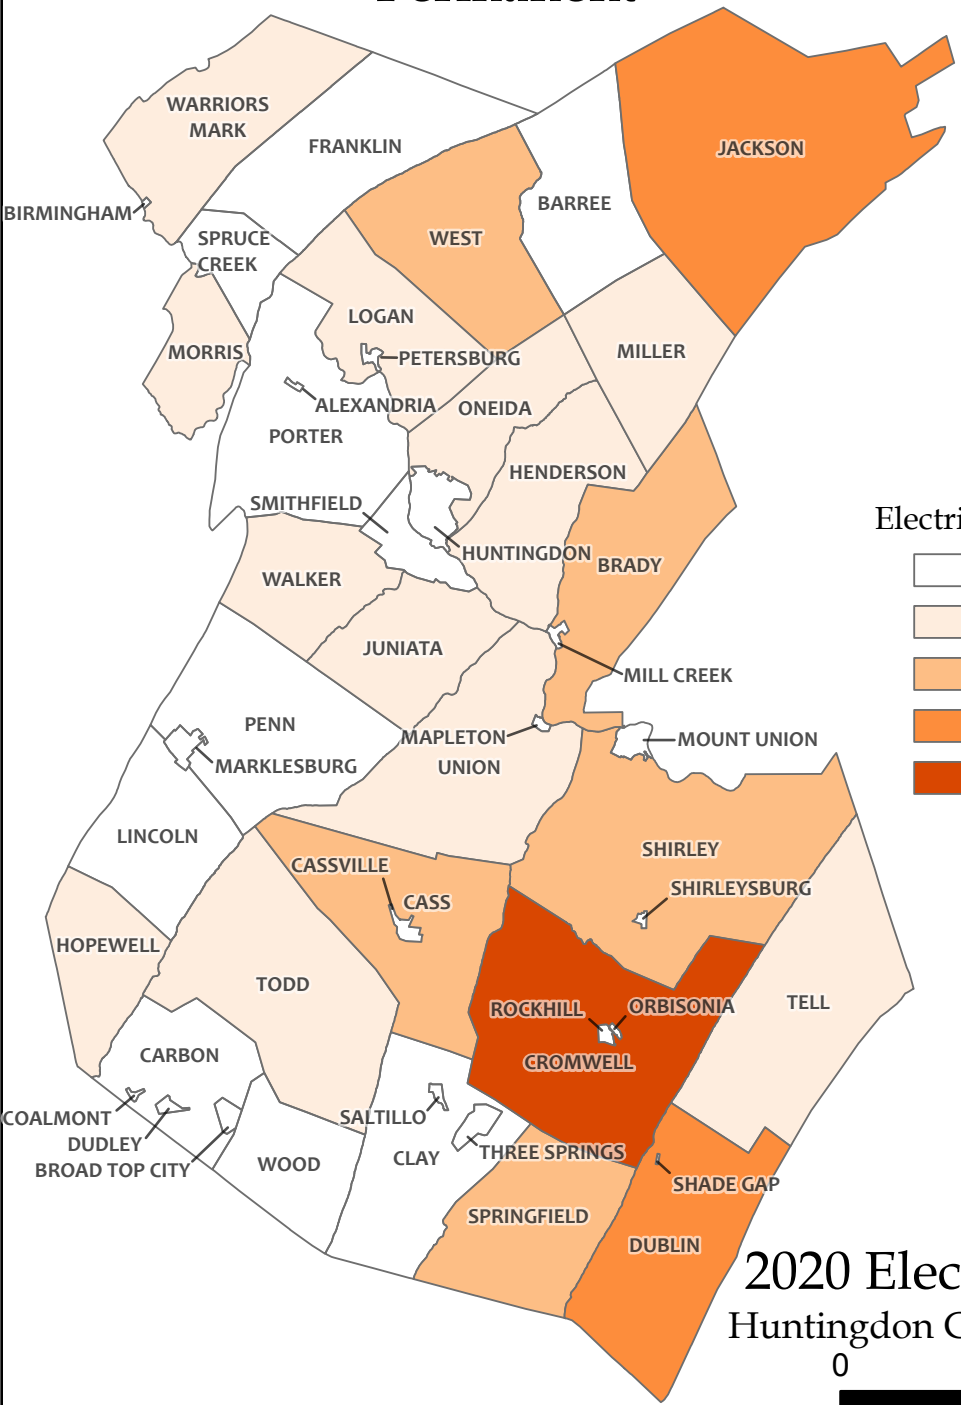 WARRIORS
MARK
FRANKLIN
JACKSON
BIRMINGHAM
BARREE
SPRUCE
CREEK
WEST
LOGAN
MORRIS
PETERSBURG
MILLER
ALEXANDRIA
ONEIDA
PORTER
HENDERSON
SMITHFIELD
Electri
HUNTINGDON
BRADY
WALKER
JUNIATA
MILL CREEK
PENN
MAPLETON
MOUNT UNION
MARKLESBURG
UNION
LINCOLN
SHIRLEY
CASSVILLE
SHIRLEYSBURG
CASS
HOPEWELL
TODD
TELL
ROCKHILL
ORBISONIA
CARBON
CROMWELL
COALMONT
SALTILLO
DUDLEY
BROAD TOP CITY
WOOD
CLAY
THREE SPRINGS
SHADE GAP
SPRINGFIELD
DUBLIN
2020 Elec
Huntingdon C
0